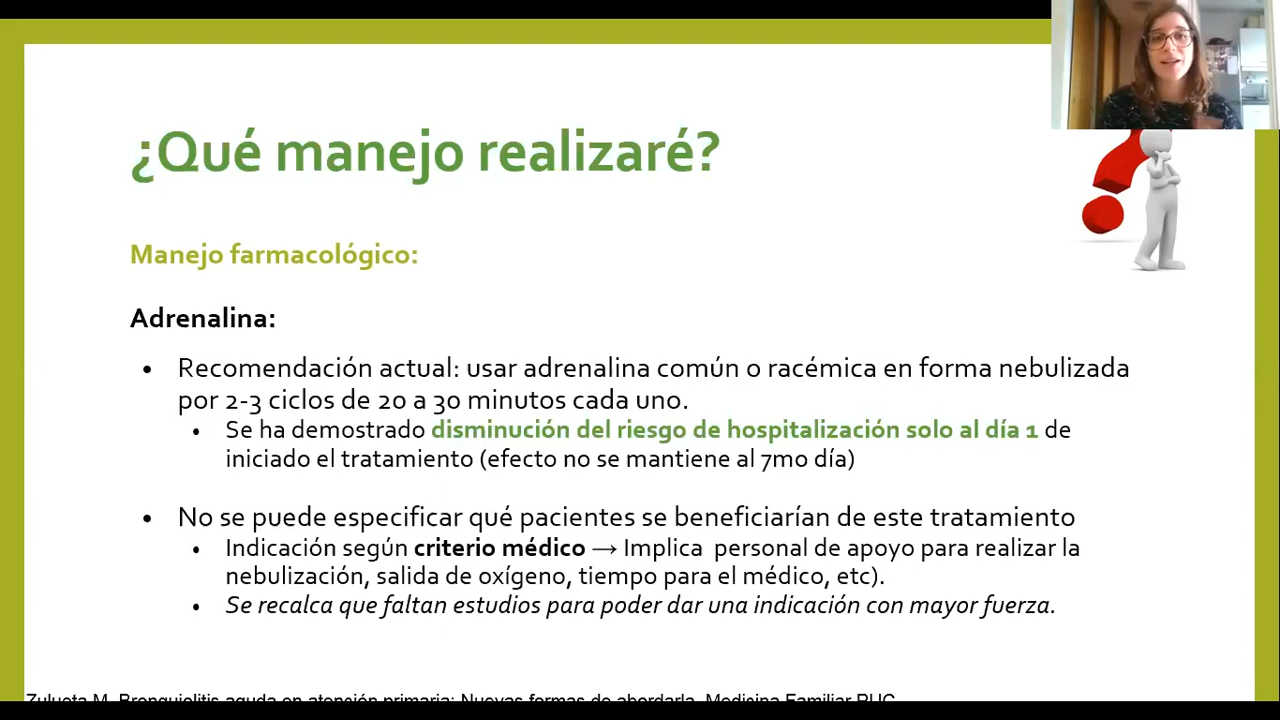 ¿Qué manejo realizaré?
Manejo farmacológico:
Adrenalina:
• Recomendación actual: usar adrenalina común o racémica en forma nebulizada
por 2-3 ciclos de 20 a 30 minutos cada uno.
• Se ha demostrado disminución del riesgo de hospitalización solo al día 1 de
iniciado el tratamiento (efecto no se mantiene al 7mo día)
• No se puede especificar qué pacientes se beneficiarían de este tratamiento
• Indicación según criterio médico → Implica personal de apoyo para realizar la
nebulización, salida de oxígeno, tiempo para el médico, etc).
• Se recalca que faltan estudios para poder dar una indicación con mayor fuerza.
Zulueta M. Bronquiolitis aguda en atención primaria: Nuevas formas de abordarla. Medicina Familiar PUC